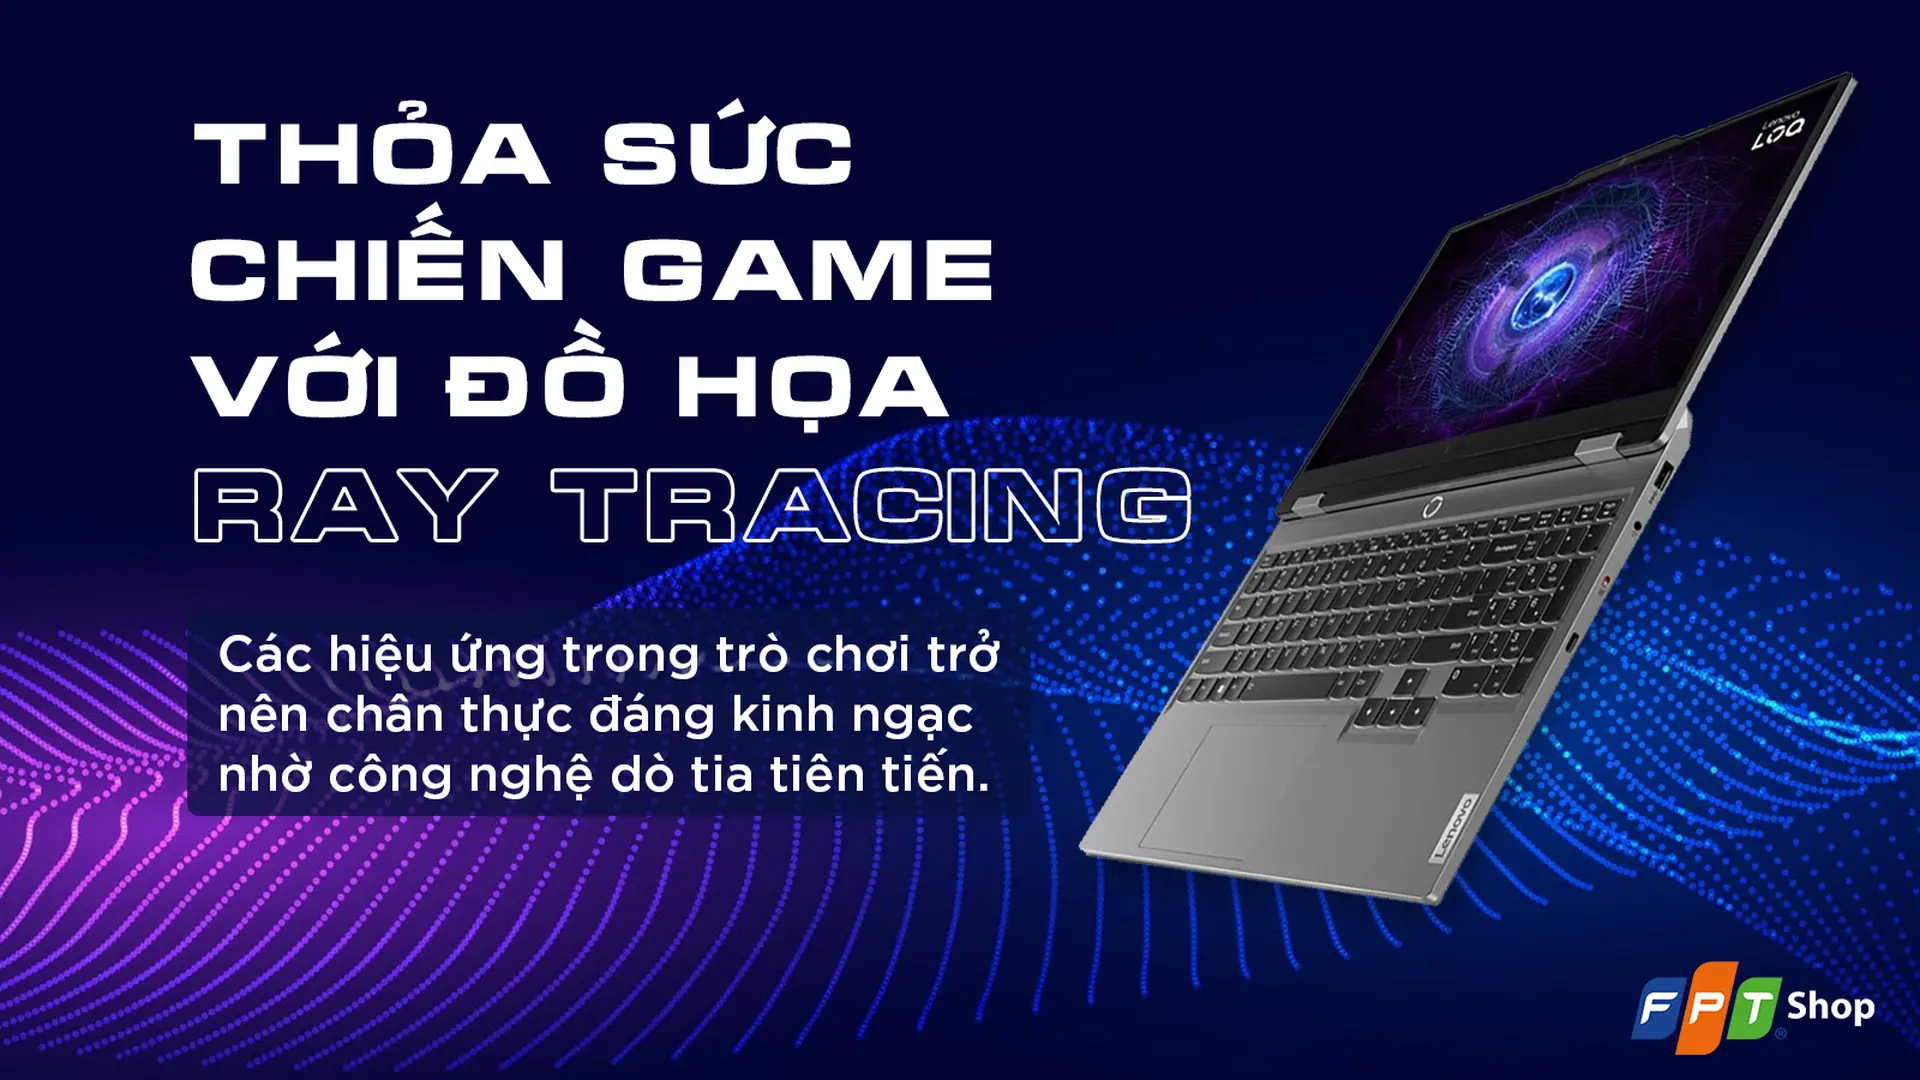 THỎA SỨC
CHIẾN GAME
VỚI ĐỒ HỌA
RAY TRACING
Các hiệu ứng trong trò chơi trở
nên chân thực đáng kinh ngạc
nhờ công nghệ dò tia tiên tiến.
Lenovo
LOQ
Lenovo
FPT Shop